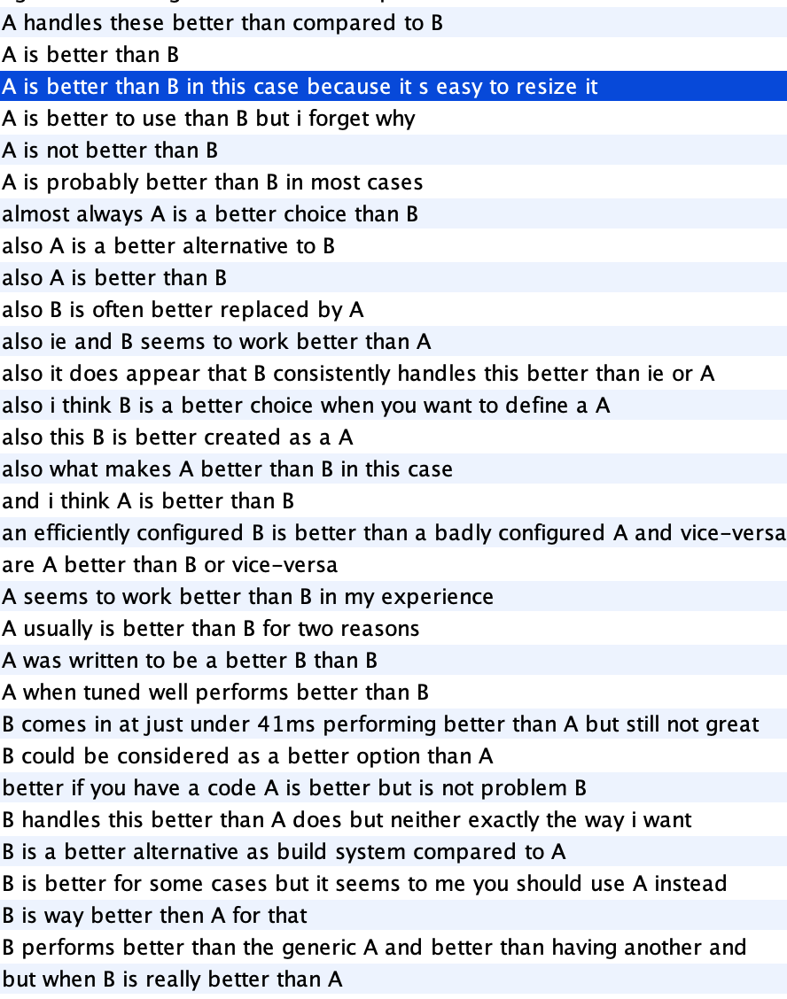 A handles these better than compared to B
A is better than B
A is better than B in this case because it s easy to resize it
A is better to use than B but i forget why
A is not better than B
A is probably better than B in most cases
almost always A is a better choice than B
also A is a better alternative to B
also A is better than B
also B is often better replaced by A
also ie and B seems to work better than A
also it does appear that B consistently handles this better than ie or A
also i think B is a better choice when you want to define a A
also this B is better created as a A
also what makes A better than B in this case
and i think A is better than B
an efficiently configured B is better than a badly configured A and vice-versa
are A better than B or vice-versa
A seems to work better than B in my experience
A usually is better than B for two reasons
A was written to be a better B than B
A when tuned well performs better than B
B comes in at just under 41ms performing better than A but still not great
B could be considered as a better option than A
better if you have a code A is better but is not problem B
B handles this better than A does but neither exactly the way i want
B is a better alternative as build system compared to A
B is better for some cases but it seems to me you should use A instead
B is way better then A for that
B performs better than the generic A and better than having another and
but when B is really better than A